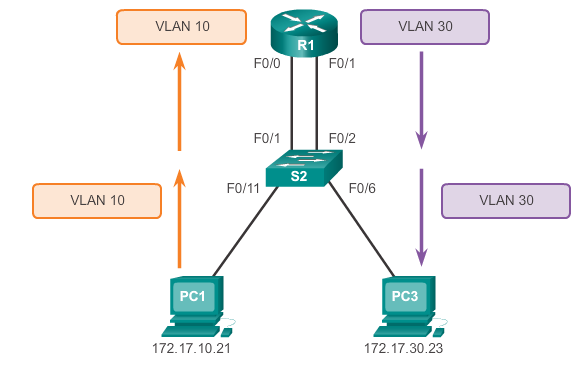 VLAN 10
R1
VLAN 30
F0/0
F0/1
F0/1
F0/2
S2
F0/11
F0/6
VLAN 10
VLAN 30
PC1
PC3
172.17.10.21
172.17.30.23